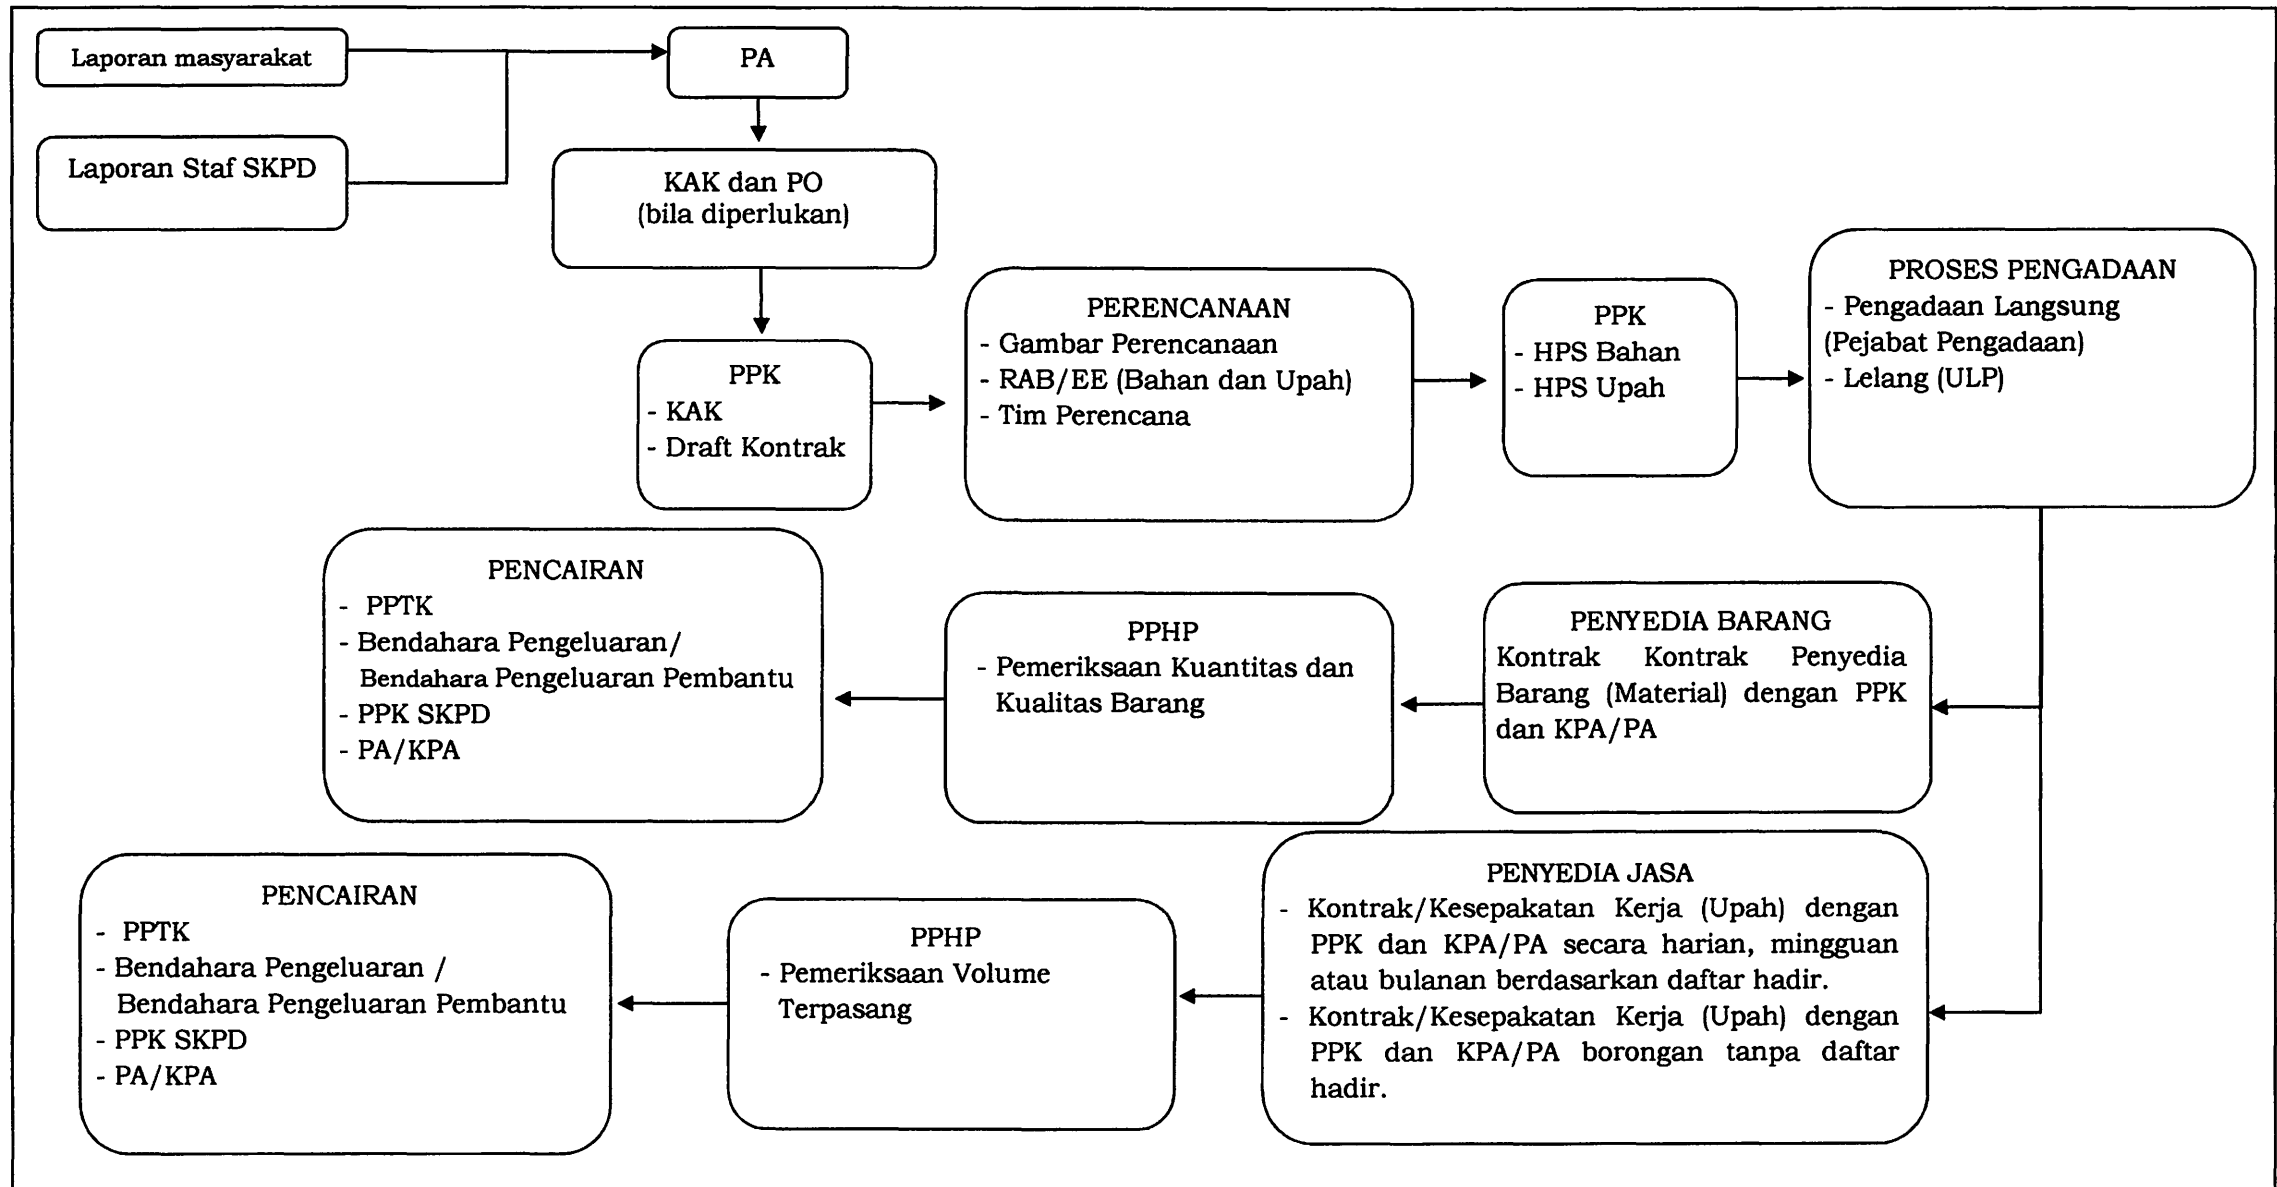 Laporan masyarakat
PA
Laporan Staf SKPD
KAK dan PO
(bila diperlukan)
PPK
- KAK
- Draft Kontrak
PERENCANAAN
- Gambar Perencanaan
- RAB/EE (Bahan dan Upah)
- Tim Perencana
PPK
- HPS Bahan
- HPS Upah
PROSES PENGADAAN
- Pengadaan Langsung
(Pejabat Pengadaan)
- Lelang (ULP)
PENYEDIA BARANG
Kontrak Kontrak Penyedia
Barang (Material) dengan PPK
dan KPA/PA
PPHP
- Pemeriksaan Kuantitas dan
Kualitas Barang
PENCAIRAN
- PPTK
- Bendahara Pengeluaran/
Bendahara Pengeluaran Pembantu
- PPK SKPD
- PA/KPA
PENYEDIA JASA
- Kontrak/Kesepakatan Kerja (Upah) dengan
PPK dan KPA/PA secara harian, mingguan
atau bulanan berdasarkan daftar hadir.
- Kontrak/Kesepakatan Kerja (Upah) dengan
PPK dan KPA/PA borongan tanpa daftar
hadir.
PPHP
- Pemeriksaan Volume
Terpasang
PENCAIRAN
- PPTK
- Bendahara Pengeluaran /
Bendahara Pengeluaran Pembantu
- PPK SKPD
- PA/KPA